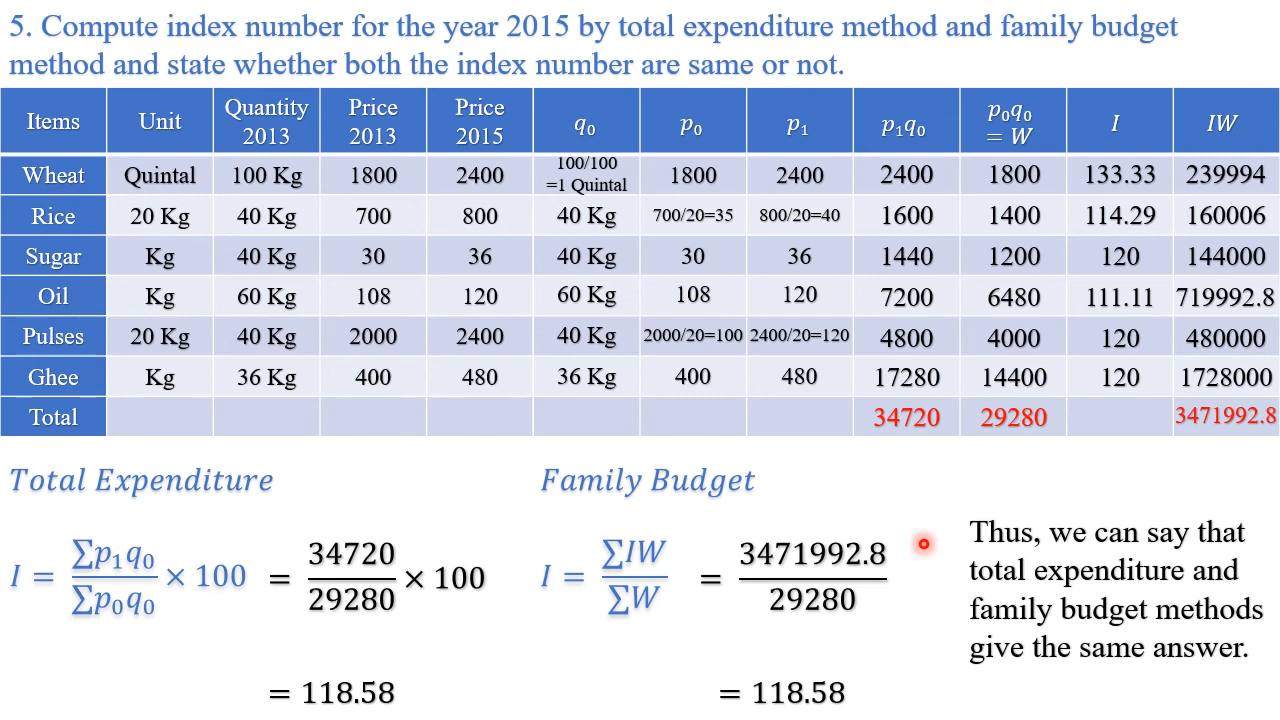 5. Compute index number for the year 2015 by total expenditure method and family budget
method and state whether both the index number are same or not.
Items Unit Quantity 2013 Price 2013 Price 2015 q₀ p₀ p₁ p₁q₀ p₀q₀ = W I IW
Wheat Quintal 100 Kg 1800 2400 100/100 =1 Quintal 1800 2400 2400 1800 133.33 239994
Rice 20 Kg 40 Kg 700 800 40 Kg 700/20=35 800/20=40 1600 1400 114.29 160006
Sugar Kg 40 Kg 30 36 40 Kg 30 36 1440 1200 120 144000
Oil Kg 60 Kg 108 120 60 Kg 108 120 7200 6480 111.11 719992.8
Pulses 20 Kg 40 Kg 2000 2400 40 Kg 2000/20=100 2400/20=120 4800 4000 120 480000
Ghee Kg 36 Kg 400 480 36 Kg 400 480 17280 14400 120 1728000
Total 34720 29280 3471992.8
Total Expenditure
I = ∑p₁q₀ / ∑p₀q₀ × 100 = 34720 / 29280 × 100
= 118.58
Family Budget
I = ∑IW / ∑W = 3471992.8 / 29280
= 118.58
Thus, we can say that
total expenditure and
family budget methods
give the same answer.